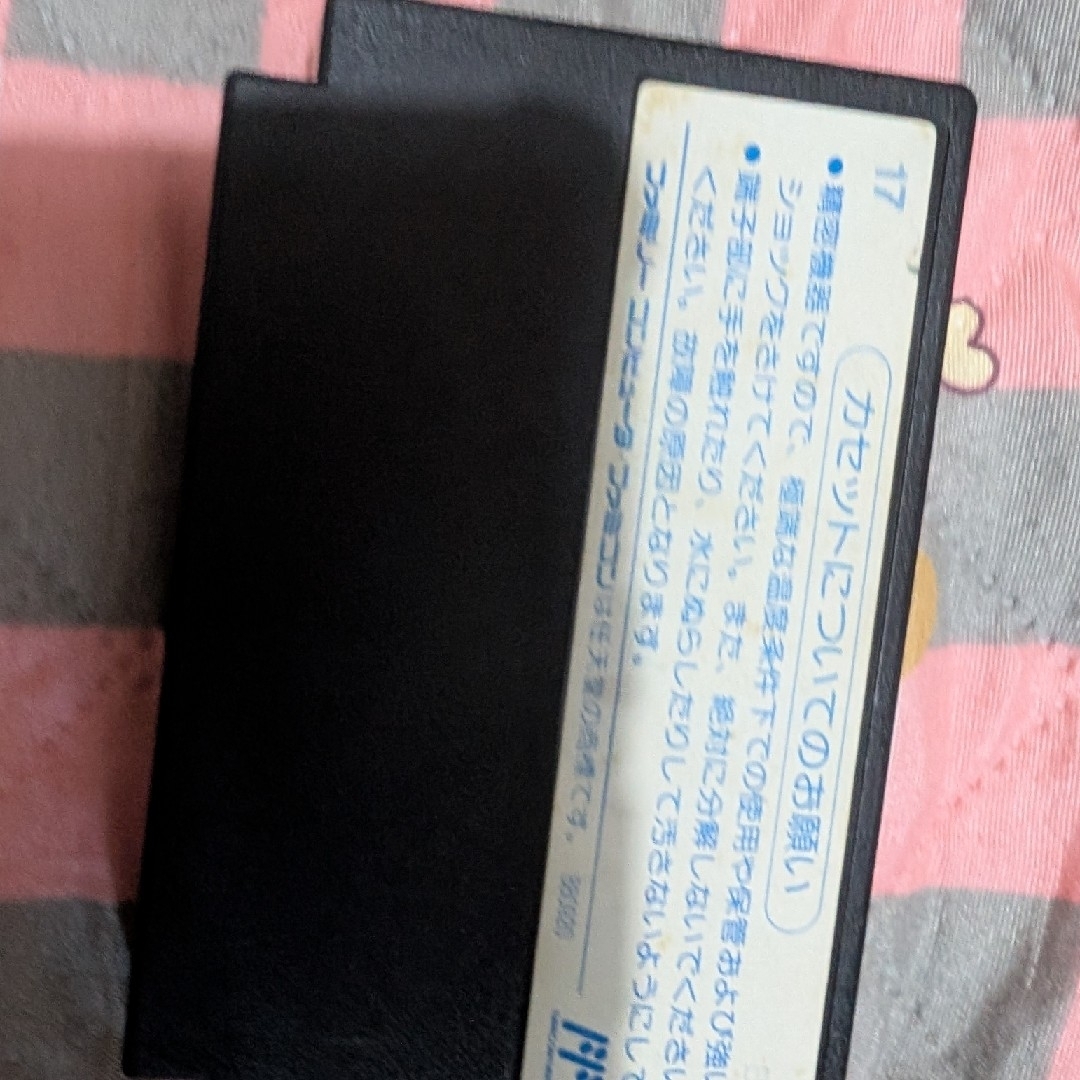 17
カセットについてのお願い
●精密機器ですので、極端な温度条件下での使用や保管および強い
ショックをさけてください。また、絶対に分解しないでください
●端子部に手を触れたり、水にぬらしたりして汚さないようにして
ください。故障の原因となります。
ファミリーコンピュータ ファミコンは任天堂の商標です。